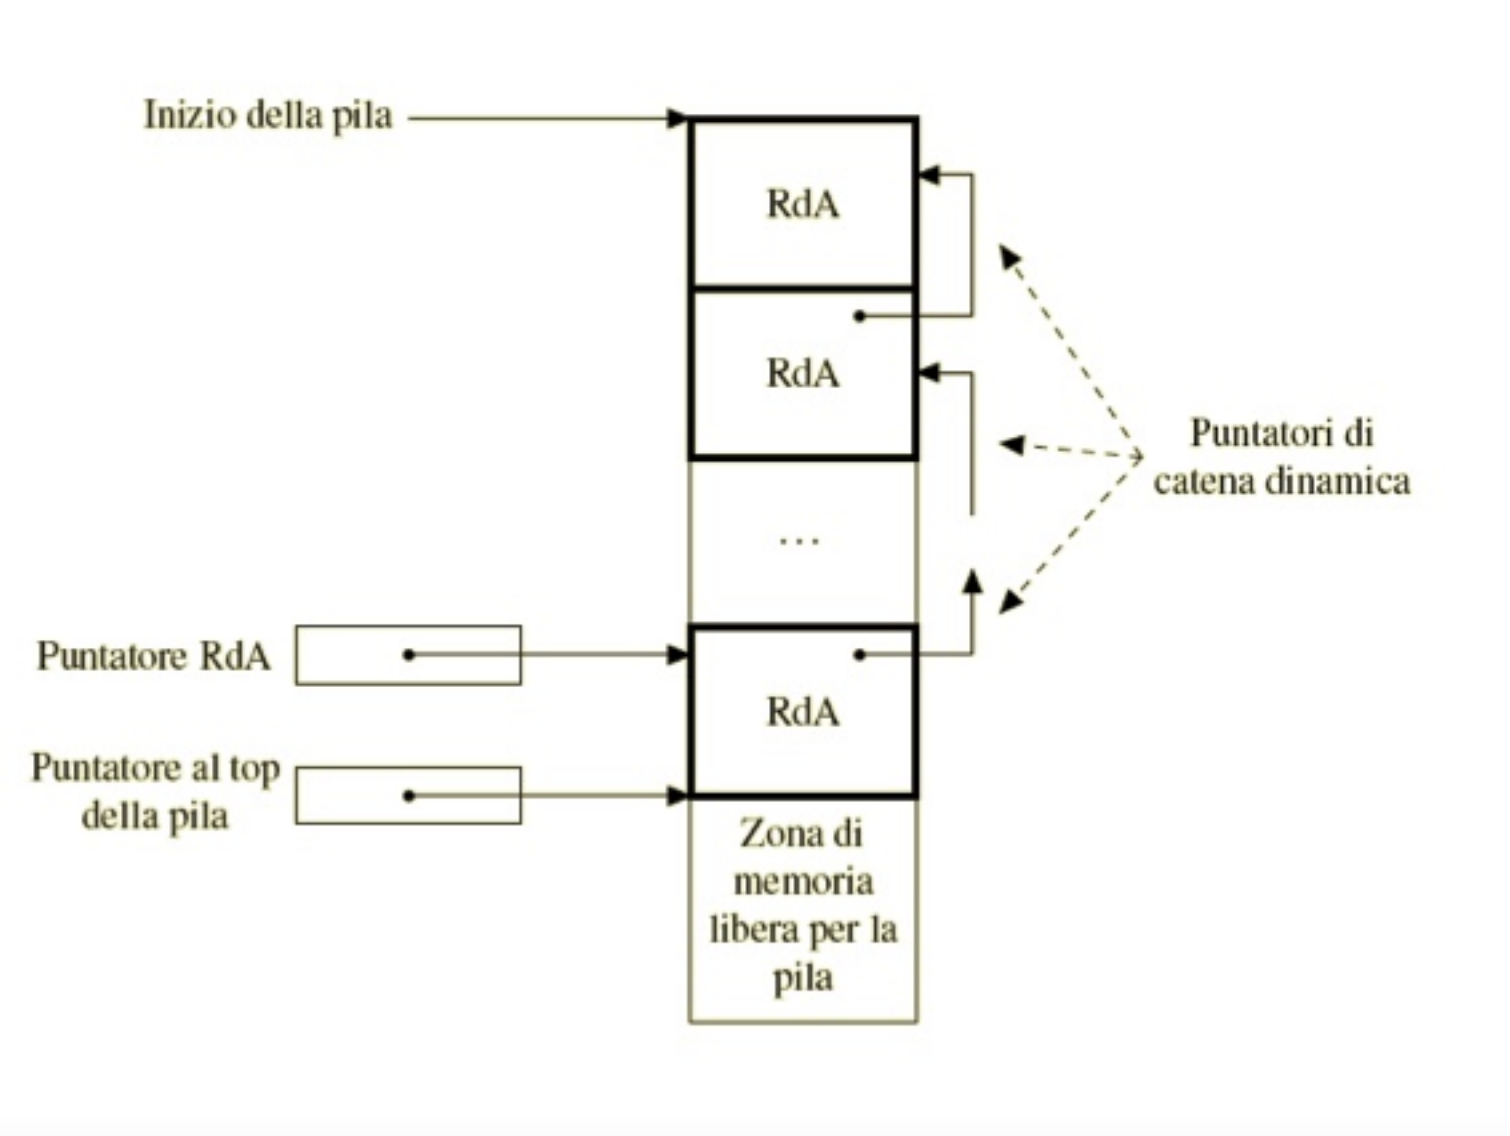 Inizio della pila
RdA
RdA
Puntatori di
catena dinamica
...
Puntatore RdA
RdA
Puntatore al top
della pila
Zona di
memoria
libera per la
pila